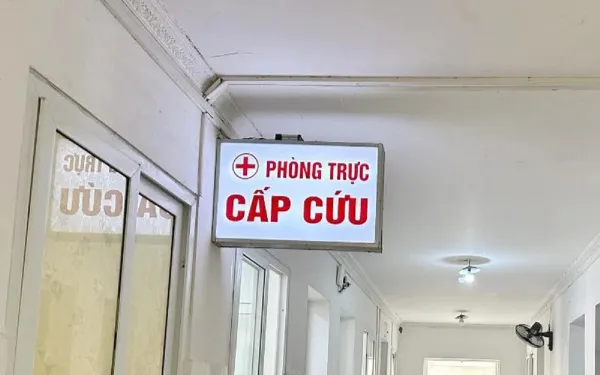 PHÒNG TRỰC
CẤP CỨU